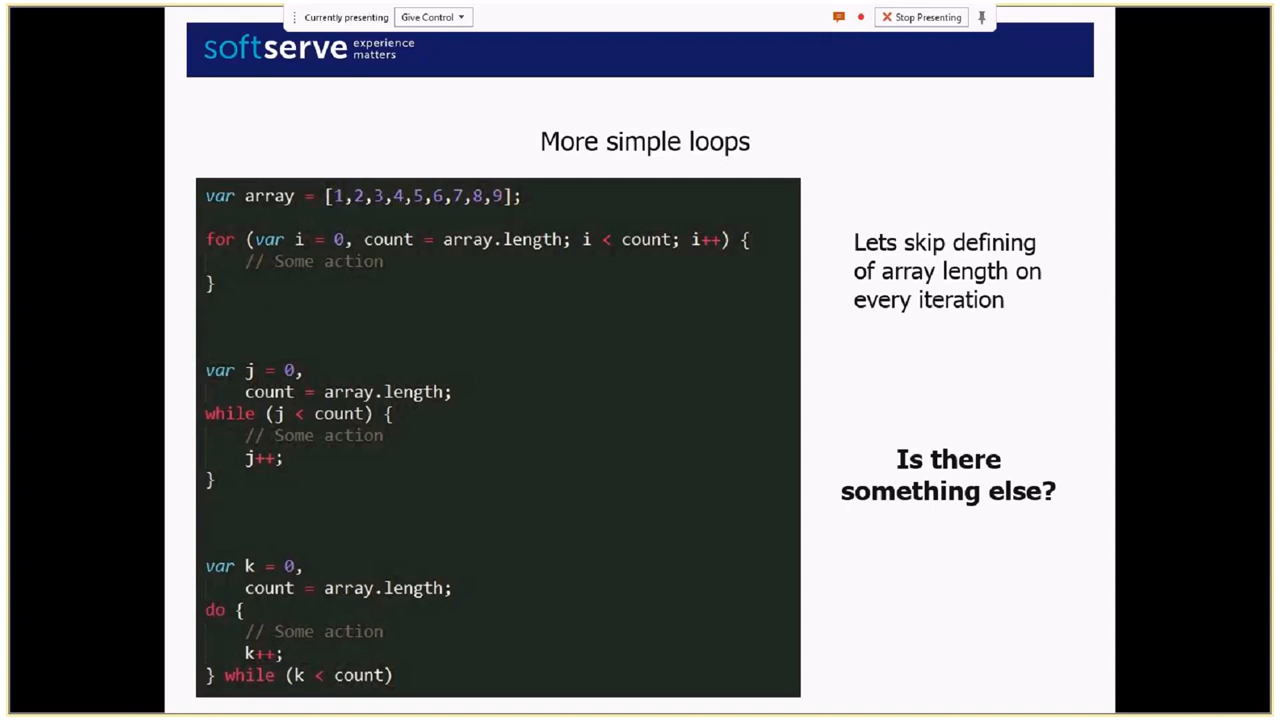 Currently presenting
Give Control
Stop Presenting
softserve experience matters
More simple loops
var array = [1,2,3,4,5,6,7,8,9];
for (var i = 0, count = array.length; i < count; i++) {
// Some action
}
var j = 0,
count = array.length;
while (j < count) {
// Some action
j++;
}
var k = 0,
count = array.length;
do {
// Some action
k++;
} while (k < count)
Lets skip defining
of array length on
every iteration
Is there
something else?